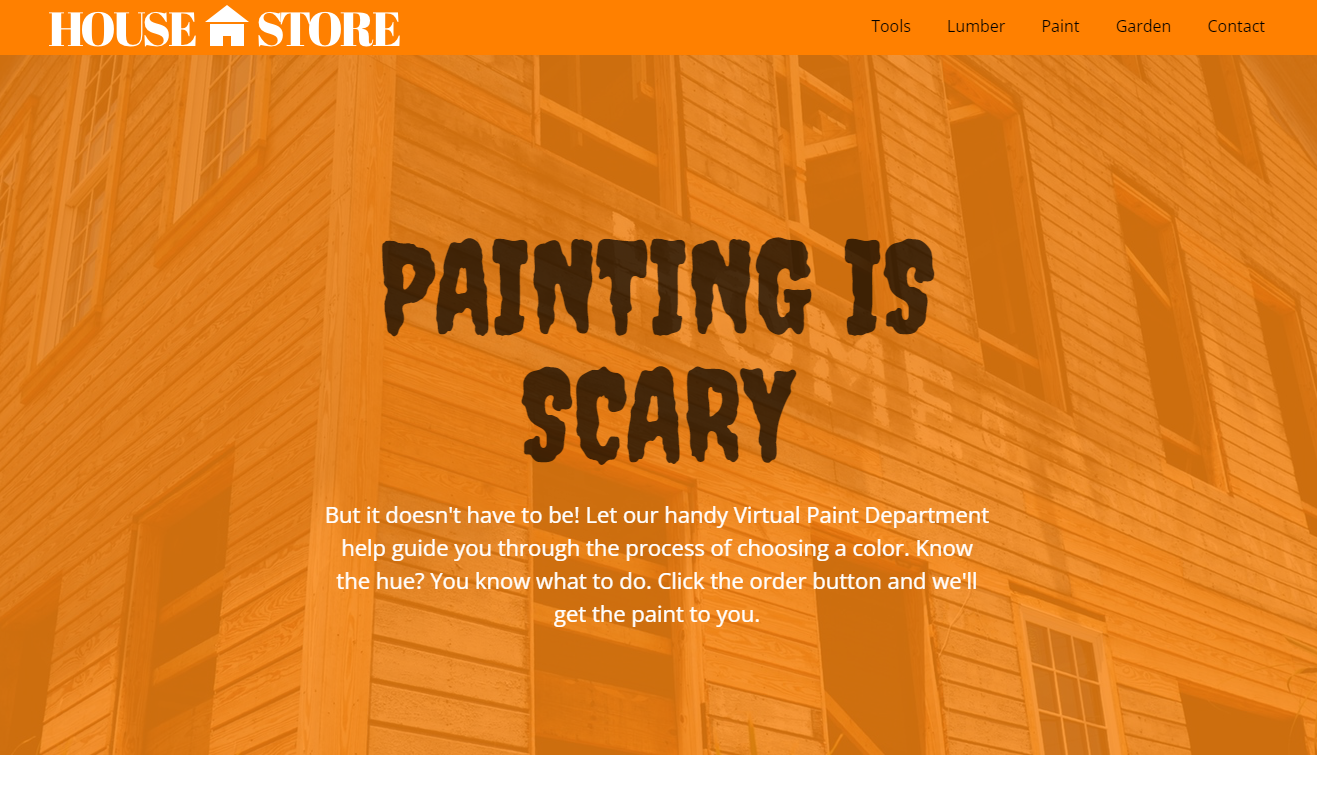 HOUSE STORE
Tools Lumber Paint Garden Contact
PAINTING IS
SCARY
But it doesn't have to be! Let our handy Virtual Paint Department
help guide you through the process of choosing a color. Know
the hue? You know what to do. Click the order button and we'll
get the paint to you.